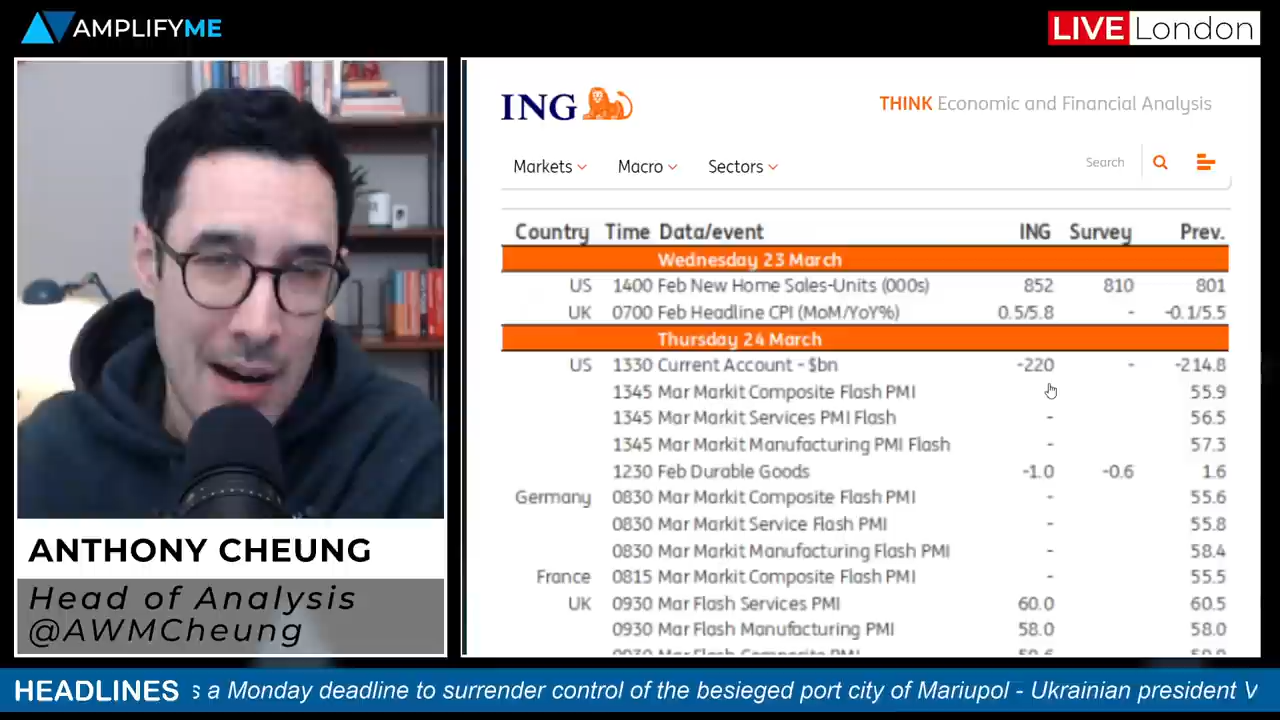 AMPLIFYME
LIVE London
ING
THINK Economic and Financial Analysis
Markets Macro Sectors Search
Country Time Data/event ING Survey Prev.
Wednesday 23 March
US 1400 Feb New Home Sales-Units (000s) 852 810 801
UK 0700 Feb Headline CPI (MoM/YoY%) 0.5/5.8 - -0.1/5.5
Thursday 24 March
US 1330 Current Account - $bn -220 - -214.8
1345 Mar Markit Composite Flash PMI - 55.9
1345 Mar Markit Services PMI Flash - 56.5
1345 Mar Markit Manufacturing PMI Flash - 57.3
1230 Feb Durable Goods -1.0 -0.6 1.6
Germany 0830 Mar Markit Composite Flash PMI - 55.6
0830 Mar Markit Service Flash PMI - 55.8
0830 Mar Markit Manufacturing Flash PMI - 58.4
France 0815 Mar Markit Composite Flash PMI - 55.5
UK 0930 Mar Flash Services PMI 60.0 60.5
0930 Mar Flash Manufacturing PMI 58.0 58.0
0930 Mar Flash Composite PMI
ANTHONY CHEUNG
Head of Analysis
@AWMCheung
HEADLINES s a Monday deadline to surrender control of the besieged port city of Mariupol - Ukrainian president V